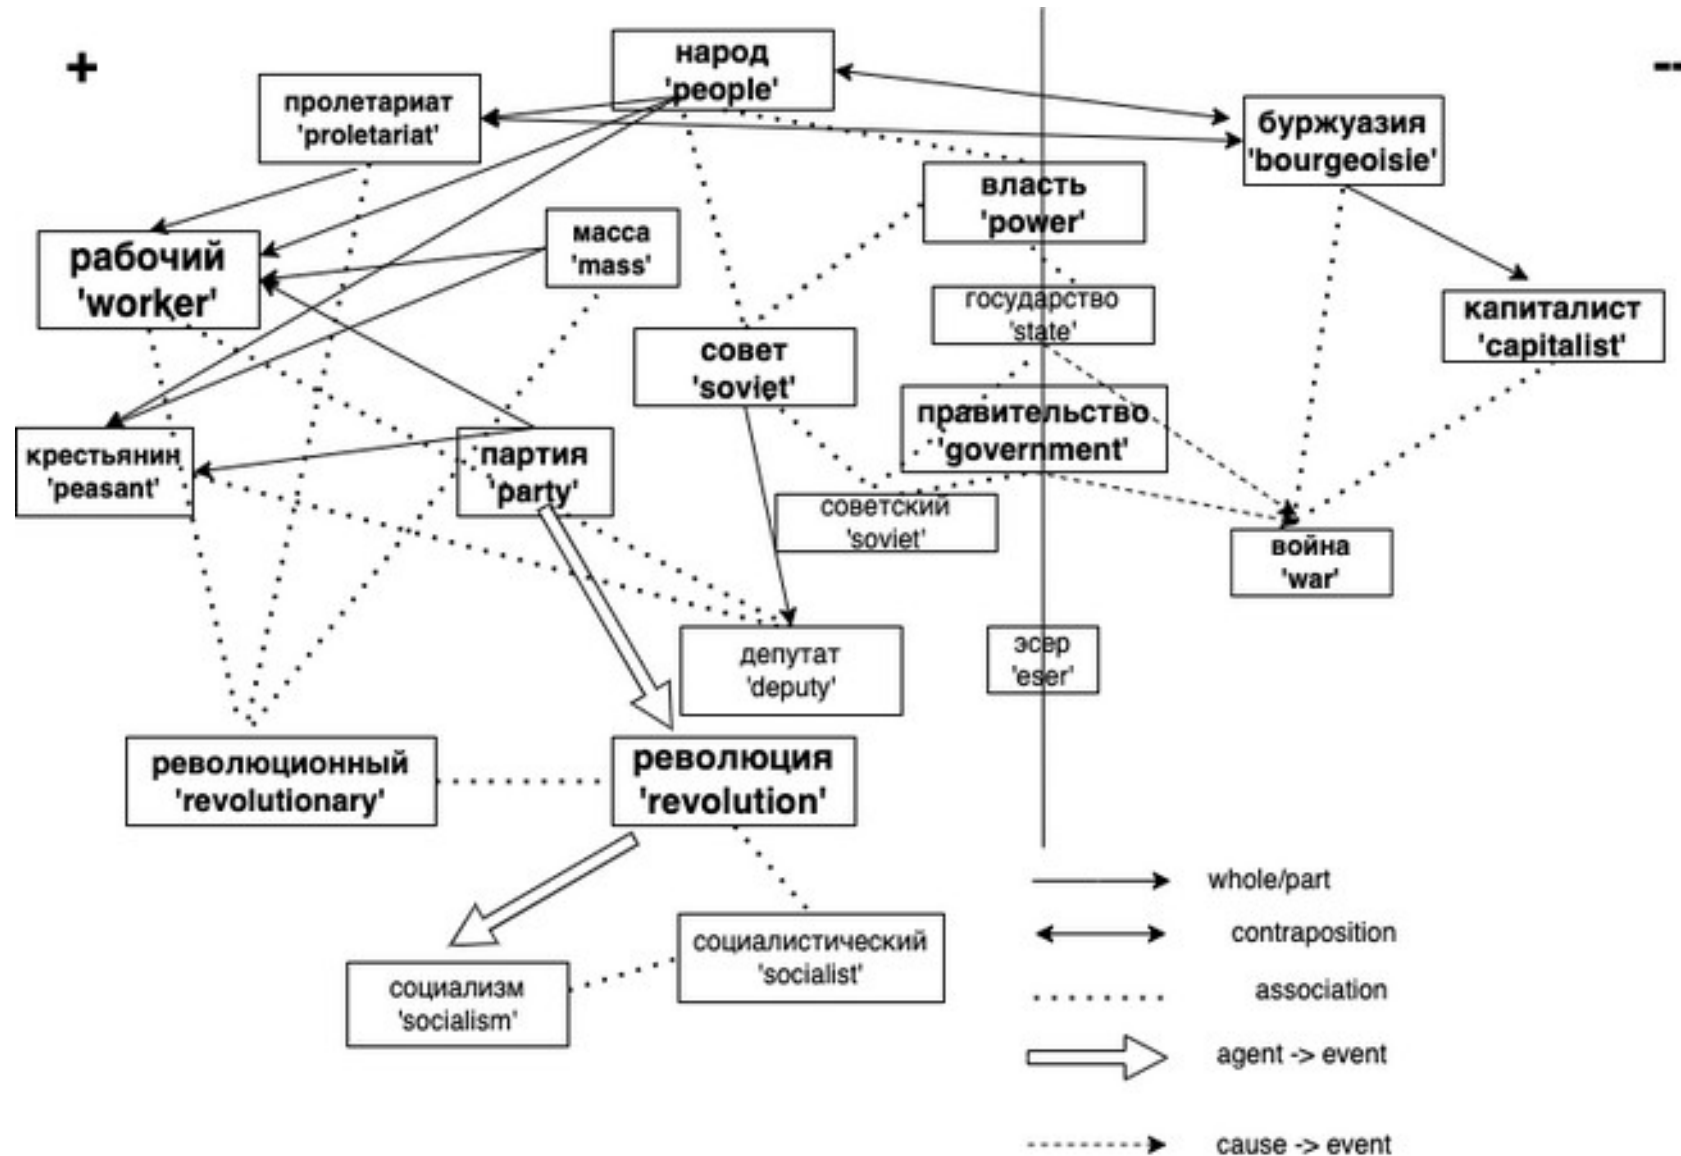 +
--
народ
'people'
пролетариат
'proletariat'
буржуазия
'bourgeoisie'
власть
'power'
рабочий
'worker'
масса
'mass'
государство
'state'
капиталист
'capitalist'
совет
'soviet'
правительство
'government'
крестьянин
'peasant'
партия
'party'
советский
'soviet'
война
'war'
депутат
'deputy'
эсер
'eser'
революционный
'revolutionary'
революция
'revolution'
социалистический
'socialist'
социализм
'socialism'
whole/part
contraposition
association
agent -> event
cause -> event